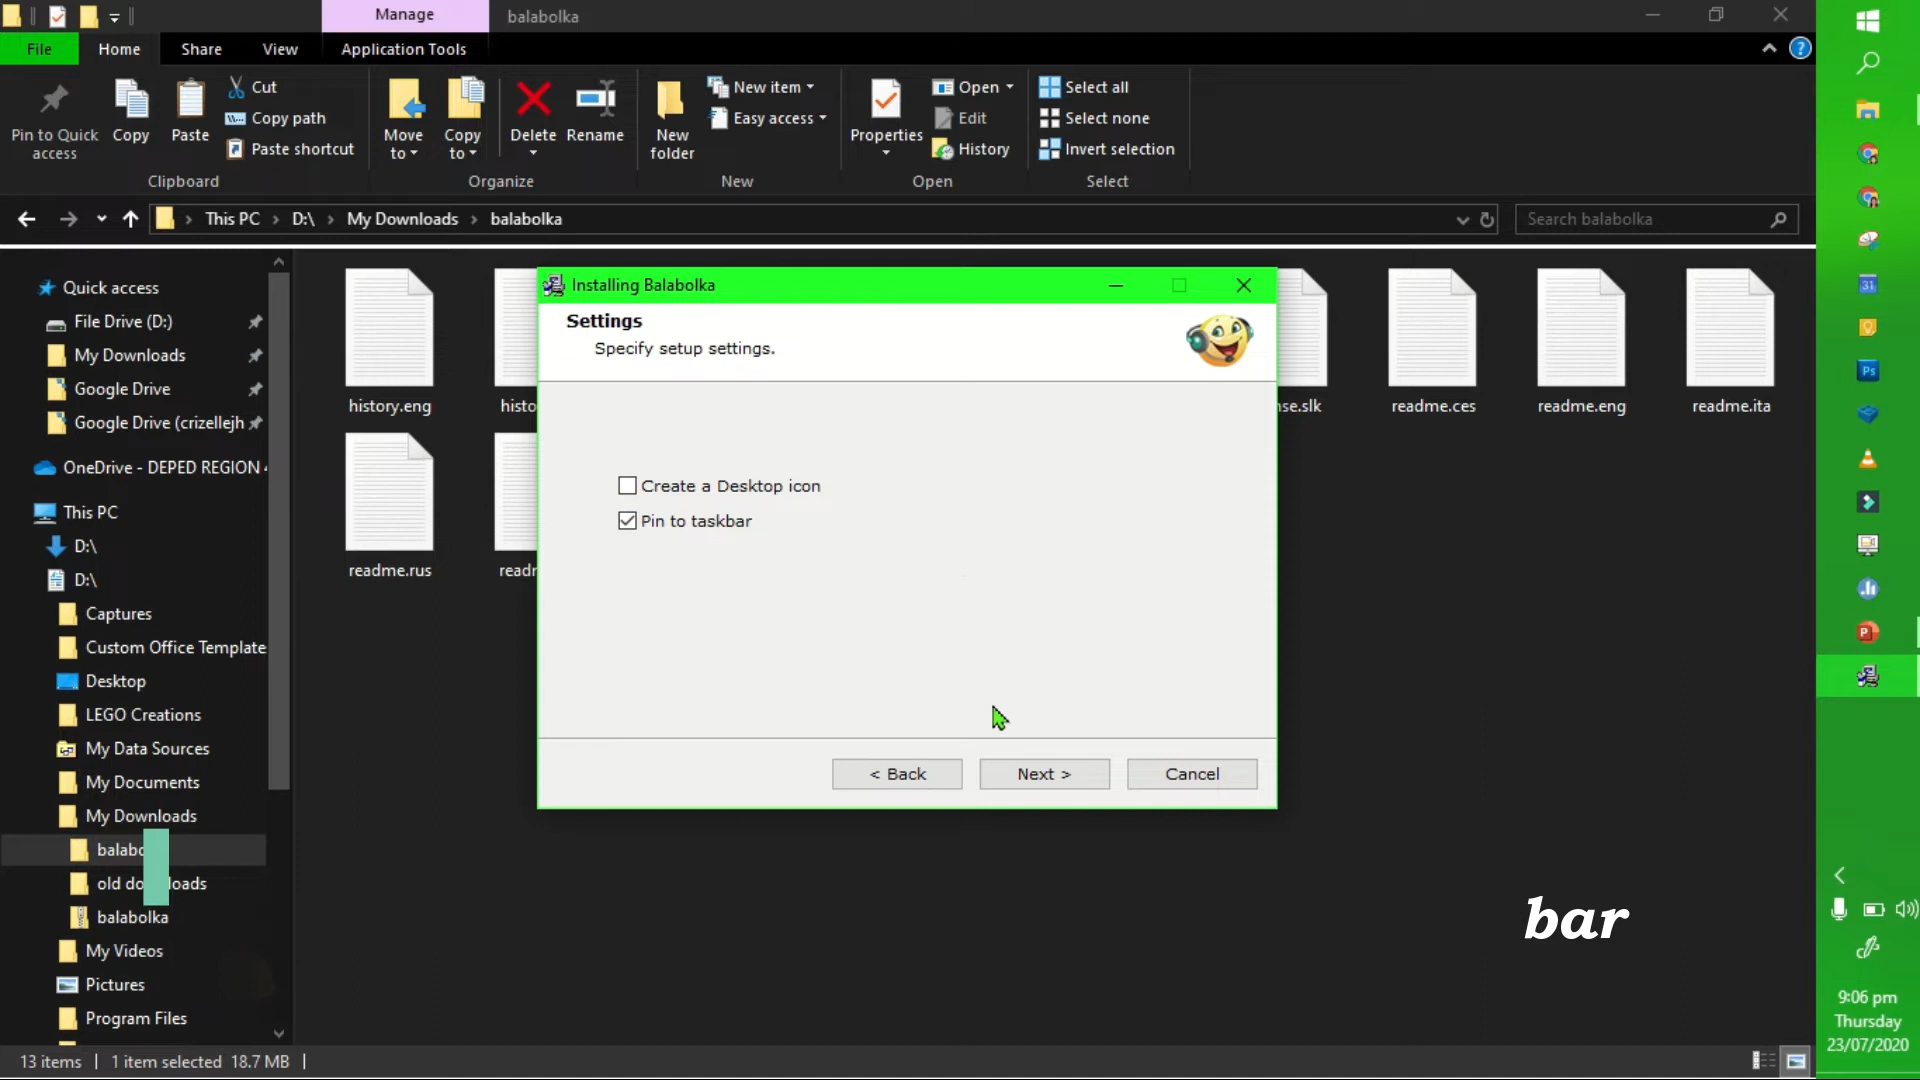 Manage
balabolka
File
Home
Share
View
Application Tools
Pin to Quick access
Copy
Paste
Cut
Copy path
Paste shortcut
Move to
Copy to
Delete
Rename
New folder
New item
Easy access
Properties
Open
Edit
History
Select all
Select none
Invert selection
Clipboard
Organize
New
Open
Select
This PC
D:\
My Downloads
balabolka
Search balabolka
Quick access
File Drive (D:)
My Downloads
Google Drive
Google Drive (crizellejh
OneDrive - DEPED REGION 4
This PC
D:\
D:\
Captures
Custom Office Template
Desktop
LEGO Creations
My Data Sources
My Documents
My Downloads
balabo
old do loads
balabolka
My Videos
Pictures
Program Files
history.eng
histo
nse.slk
readme.ces
readme.eng
readme.ita
readme.rus
readm
Installing Balabolka
Settings
Specify setup settings.
Create a Desktop icon
Pin to taskbar
< Back
Next >
Cancel
bar
31
Ps
P
9:06 pm
Thursday
23/07/2020
13 items
1 item selected 18.7 MB